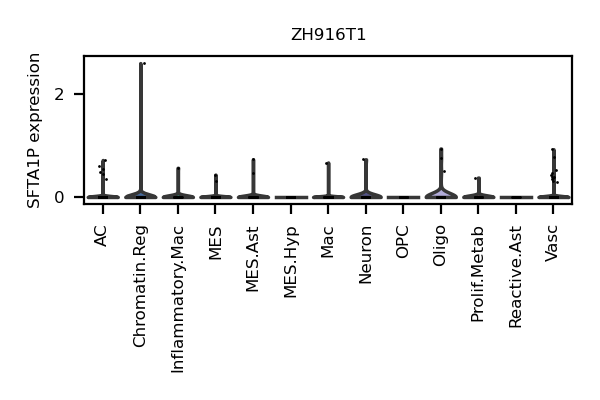 ZH916T1
SFTA1P expression
2
0
AC
Chromatin.Reg
Inflammatory.Mac
MES
MES.Ast
MES.Hyp
Mac
Neuron
OPC
Oligo
Prolif.Metab
Reactive.Ast
Vasc